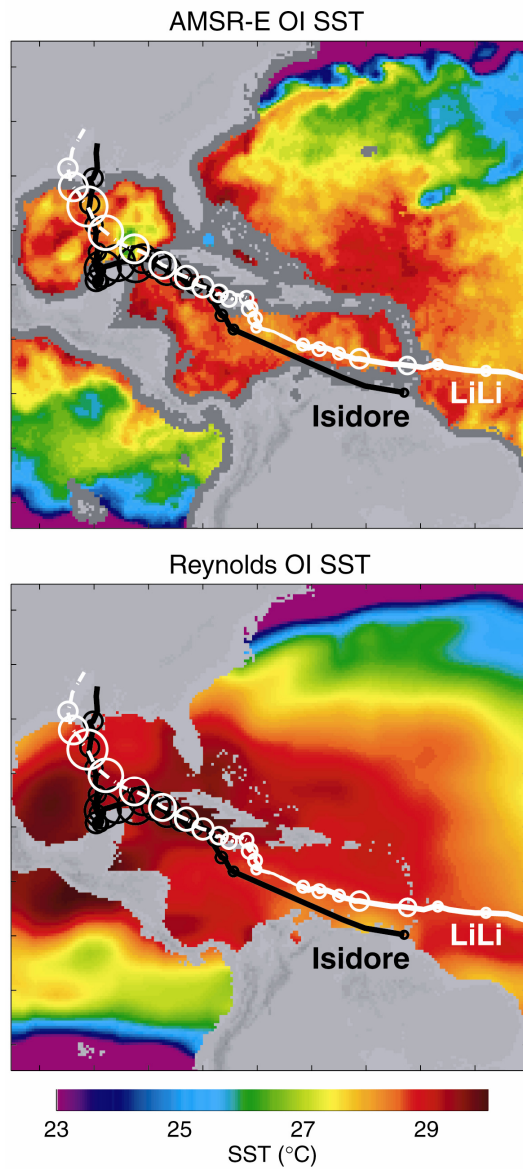 AMSR-E OI SST
LiLi
Isidore
Reynolds OI SST
LiLi
Isidore
23 25 27 29
SST (°C)